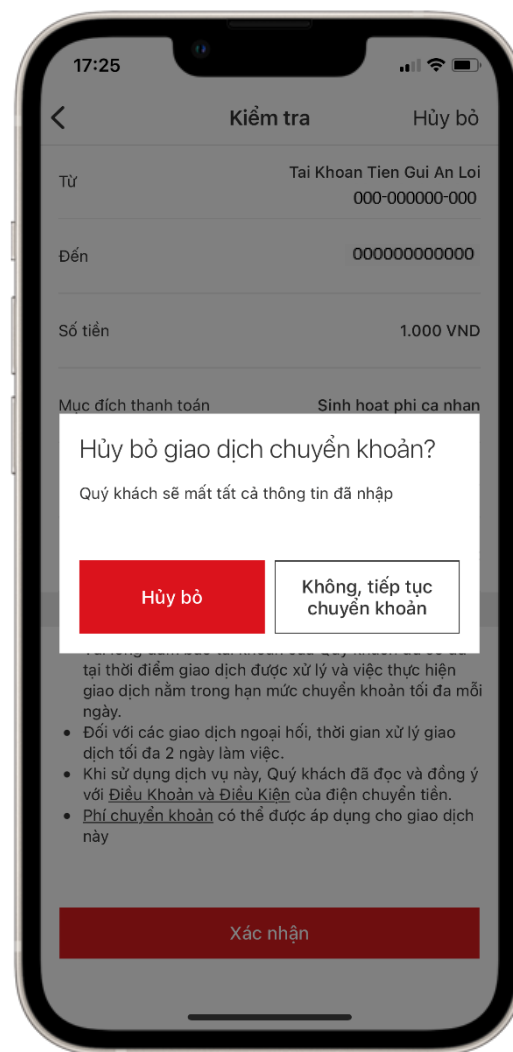 17:25
Kiểm tra
Hủy bỏ
Từ
Tai Khoan Tien Gui An Loi
000-000000-000
Đến
000000000000
Số tiền
1.000 VND
Mục đích thanh toán
Sinh hoat phi ca nhan
Hủy bỏ giao dịch chuyển khoản?
Quý khách sẽ mất tất cả thông tin đã nhập
Hủy bỏ
Không, tiếp tục
chuyển khoản
tại thời điểm giao dịch được xử lý và việc thực hiện
giao dịch nằm trong hạn mức chuyển khoản tối đa mỗi
ngày.
• Đối với các giao dịch ngoại hối, thời gian xử lý giao
dịch tối đa 2 ngày làm việc.
• Khi sử dụng dịch vụ này, Quý khách đã đọc và đồng ý
với Điều Khoản và Điều Kiện của điện chuyển tiền.
• Phí chuyển khoản có thể được áp dụng cho giao dịch
này
Xác nhận